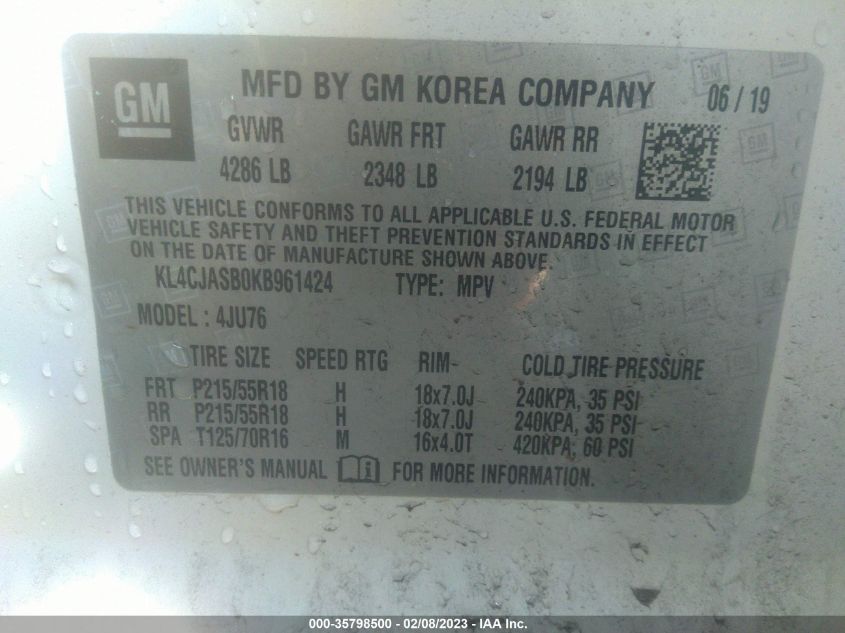 GM
MFD BY GM KOREA COMPANY 06 / 19
GVWR GAWR FRT GAWR RR
4286 LB 2348 LB 2194 LB
THIS VEHICLE CONFORMS TO ALL APPLICABLE U.S. FEDERAL MOTOR
VEHICLE SAFETY AND THEFT PREVENTION STANDARDS IN EFFECT
ON THE DATE OF MANUFACTURE SHOWN ABOVE.
KL4CJASB0KB961424 TYPE: MPV
MODEL : 4JU76
TIRE SIZE SPEED RTG RIM COLD TIRE PRESSURE
FRT P215/55R18 H 18x7.0J 240KPA, 35 PSI
RR P215/55R18 H 18x7.0J 240KPA, 35 PSI
SPA T125/70R16 M 16x4.0T 420KPA, 60 PSI
SEE OWNER'S MANUAL FOR MORE INFORMATION.
000-35798500 - 02/08/2023 - IAA Inc.